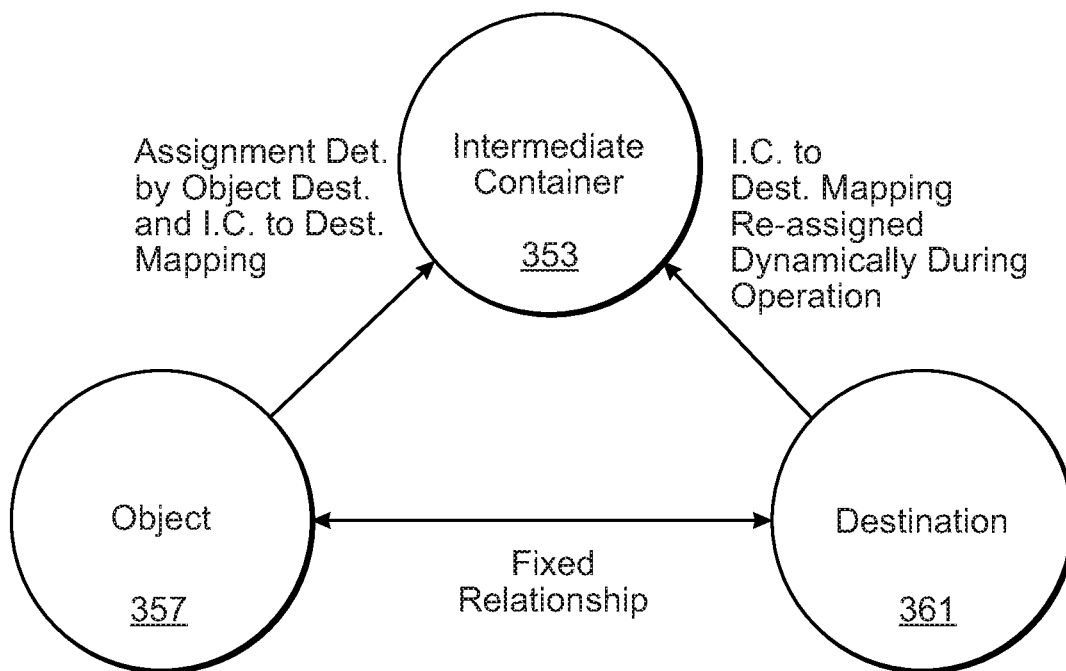 Intermediate
Container
353
Assignment Det.
by Object Dest.
and I.C. to Dest.
Mapping
I.C. to
Dest. Mapping
Re-assigned
Dynamically During
Operation
Object
357
Fixed
Relationship
Destination
361